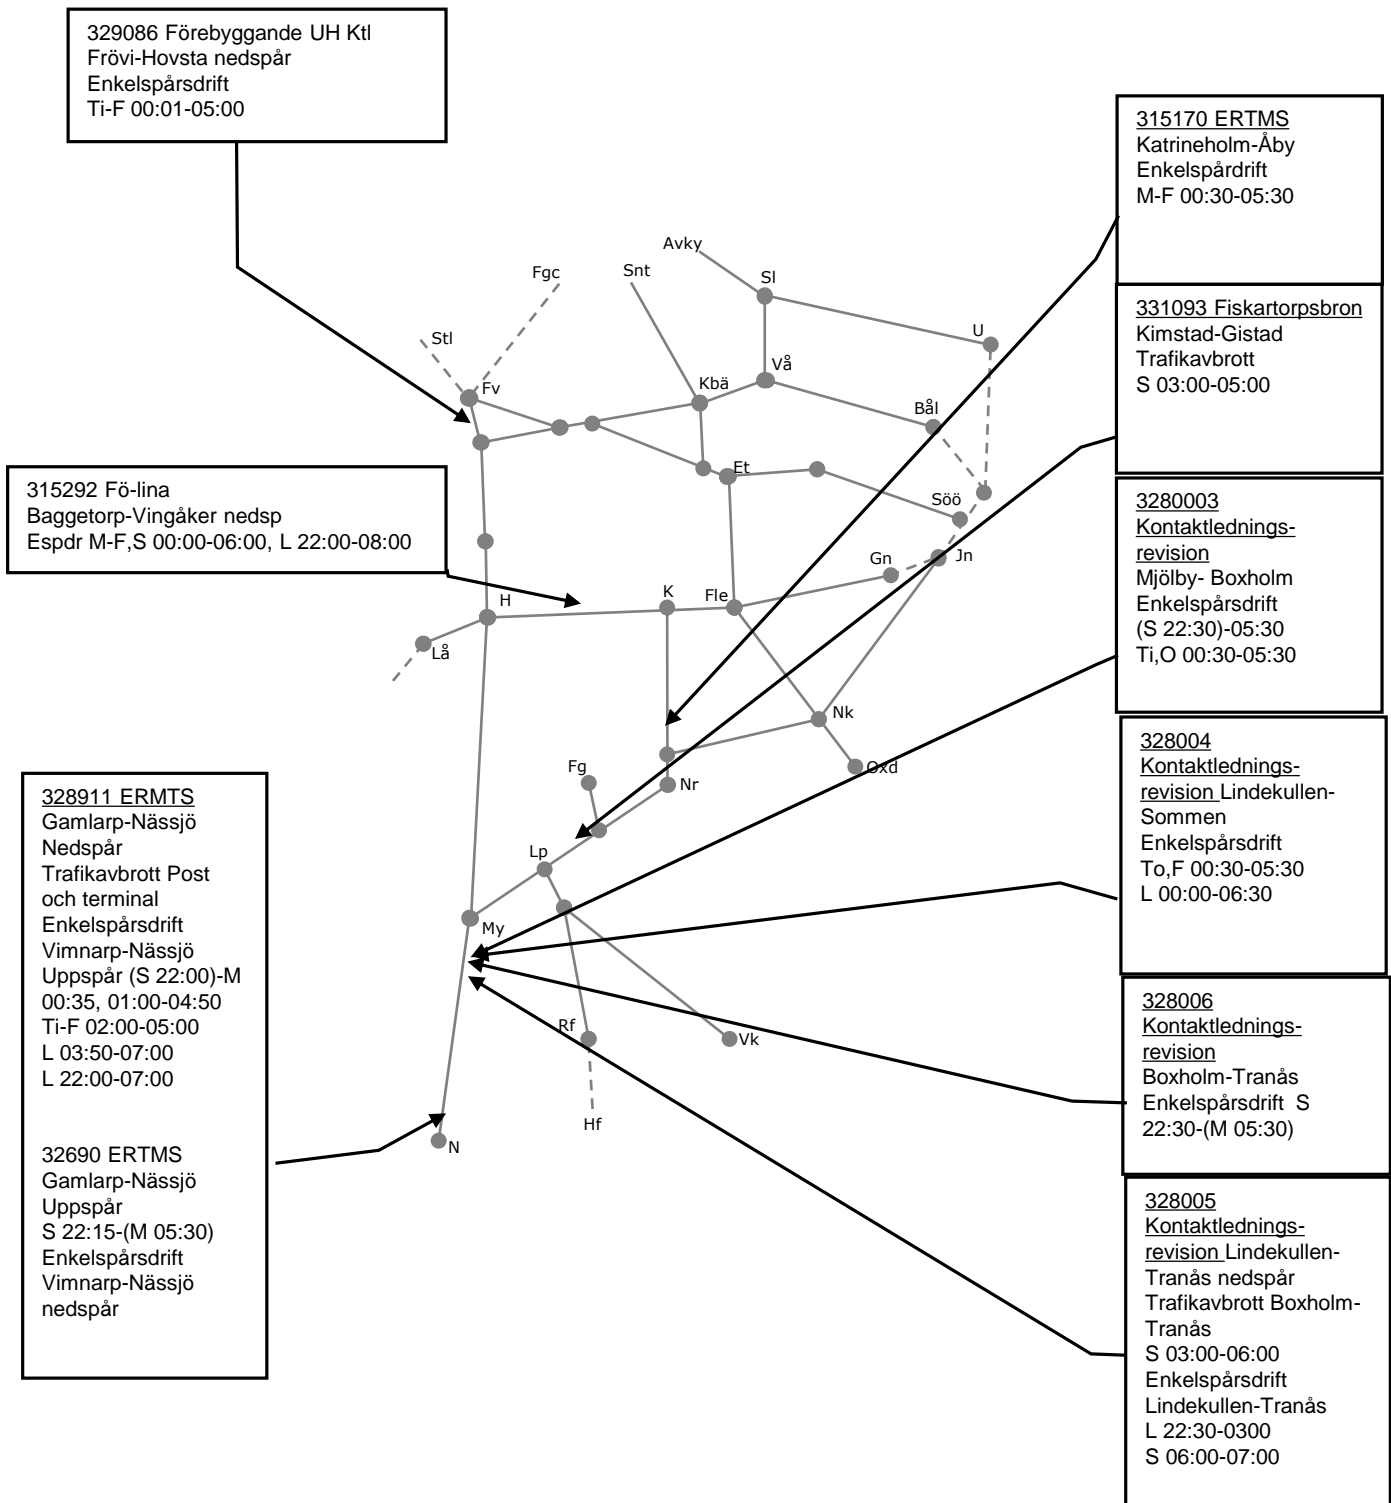 329086 Förebyggande UH Ktl
Frövi-Hovsta nedspår
Enkelspårsdrift
Ti-F 00:01-05:00
315170 ERTMS
Katrineholm-Åby
Enkelspårdrift
M-F 00:30-05:30
331093 Fiskartorpsbron
Kimstad-Gistad
Trafikavbrott
S 03:00-05:00
315292 Fö-lina
Baggetorp-Vingåker nedsp
Espdr M-F,S 00:00-06:00, L 22:00-08:00
3280003
Kontaktlednings-
revision
Mjölby- Boxholm
Enkelspårsdrift
(S 22:30)-05:30
Ti,O 00:30-05:30
328004
Kontaktlednings-
revision Lindekullen-
Sommen
Enkelspårsdrift
To,F 00:30-05:30
L 00:00-06:30
328911 ERMTS
Gamlarp-Nässjö
Nedspår
Trafikavbrott Post
och terminal
Enkelspårsdrift
Vimnarp-Nässjö
Uppspår (S 22:00)-M
00:35, 01:00-04:50
Ti-F 02:00-05:00
L 03:50-07:00
L 22:00-07:00
32690 ERTMS
Gamlarp-Nässjö
Uppspår
S 22:15-(M 05:30)
Enkelspårsdrift
Vimnarp-Nässjö
nedspår
328006
Kontaktlednings-
revision
Boxholm-Tranås
Enkelspårsdrift S
22:30-(M 05:30)
328005
Kontaktlednings-
revision Lindekullen-
Tranås nedspår
Trafikavbrott Boxholm-
Tranås
S 03:00-06:00
Enkelspårsdrift
Lindekullen-Tranås
L 22:30-0300
S 06:00-07:00
Avky
Fgc
Snt
Sl
U
Stl
Fv
Vå
Kbä
Bål
Et
Söö
Gn
Jn
H
K
Fle
Lå
Nk
Fg
Nr
Oxd
Lp
My
Rf
Vk
Hf
N